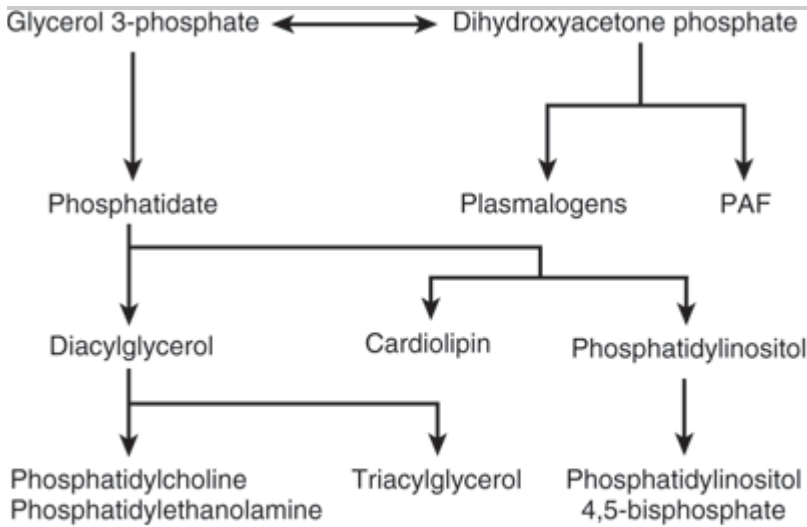 Glycerol 3-phosphate
Dihydroxyacetone phosphate
Phosphatidate
Plasmalogens
PAF
Diacylglycerol
Cardiolipin
Phosphatidylinositol
Phosphatidylcholine
Phosphatidylethanolamine
Triacylglycerol
Phosphatidylinositol
4,5-bisphosphate